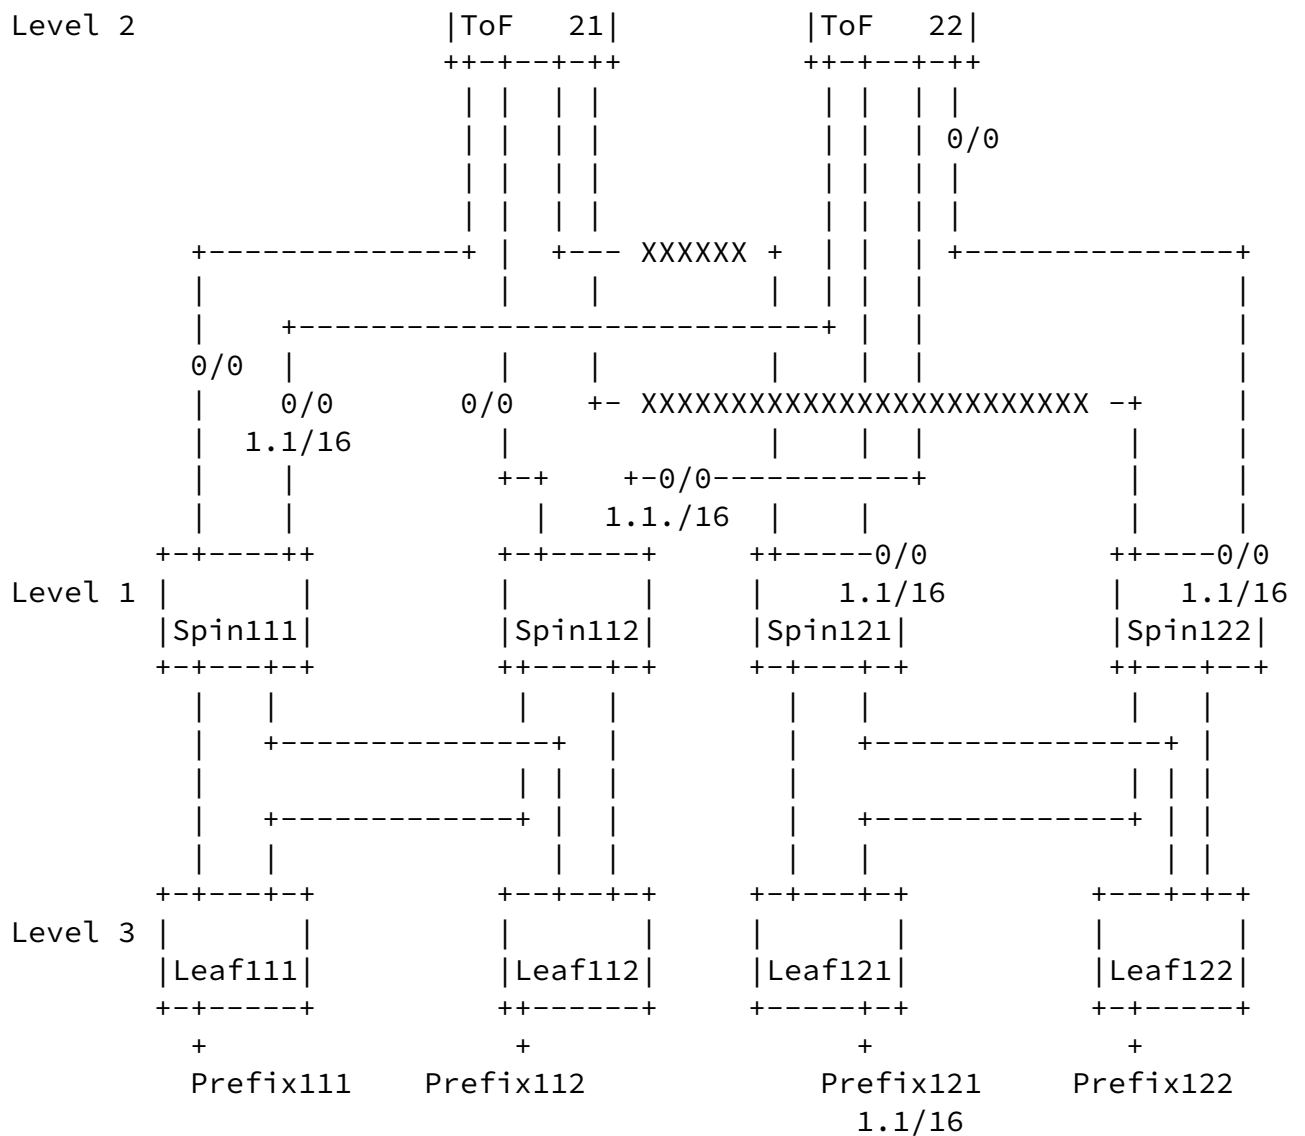 Level 2 |ToF 21| |ToF 22|
0/0
XXXXXX
0/0
0/0 0/0 XXXXXXXXXXXXXXXXXXXXXXXXX
1.1/16
0/0
1.1./16
0/0 0/0
Level 1 1.1/16 1.1/16
|Spin111| |Spin112| |Spin121| |Spin122|
Level 3
|Leaf111| |Leaf112| |Leaf121| |Leaf122|
Prefix111 Prefix112 Prefix121 Prefix122
1.1/16